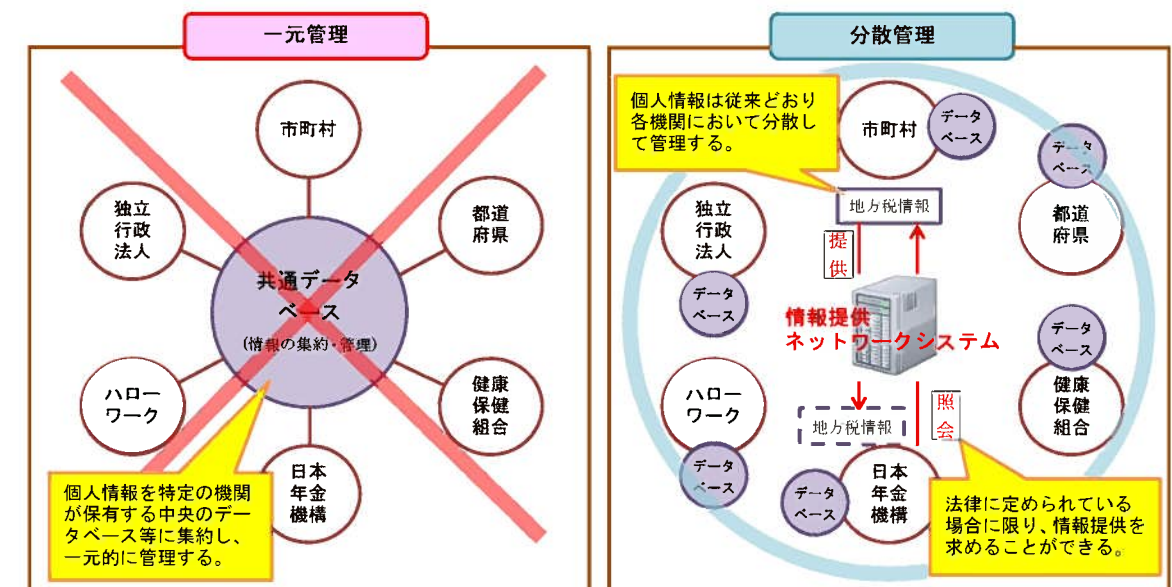 一元管理
市町村
独立
行政
法人
都道
府県
共通データ
ベース
(情報の集約・管理)
ハロー
ワーク
健康
保健
組合
日本
年金
機構
個人情報を特定の機関
が保有する中央のデー
タベース等に集約し、
一元的に管理する。
分散管理
個人情報は従来どおり
各機関において分散し
て管理する。
市町村
データ
ベース
データ
ベース
独立
行政
法人
地方税情報
都道
府県
提
供
データ
ベース
情報提供
ネットワークシステム
データ
ベース
ハロー
ワーク
地方税情報
照
会
健康
保健
組合
データ
ベース
データ
ベース
日本
年金
機構
法律に定められている
場合に限り、情報提供を
求めることができる。